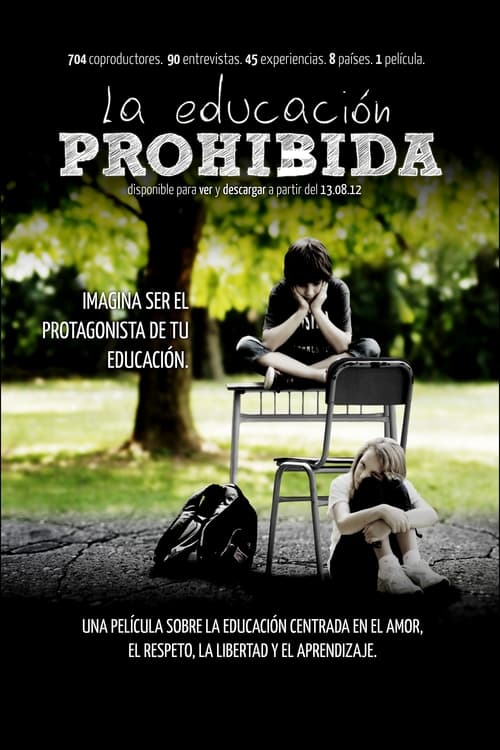 704 coproductores. 90 entrevistas. 45 experiencias. 8 países. 1 película.
La educación
PROHIBIDA
disponible para ver y descargar a partir del 13.08.12
IMAGINA SER EL
PROTAGONISTA DE TU
EDUCACIÓN.
UNA PELÍCULA SOBRE LA EDUCACIÓN CENTRADA EN EL AMOR,
EL RESPETO, LA LIBERTAD Y EL APRENDIZAJE.